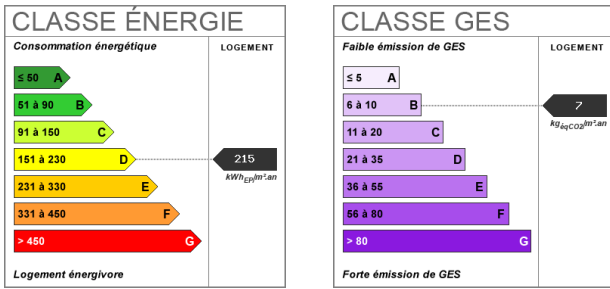 CLASSE ÉNERGIE
Consommation énergétique
LOGEMENT
≤ 50 A
51 à 90 B
91 à 150 C
151 à 230 D
215
kWhEP/m².an
231 à 330 E
331 à 450 F
> 450 G
Logement énergivore
CLASSE GES
Faible émission de GES
LOGEMENT
≤ 5 A
6 à 10 B
7
kgéqCO2/m².an
11 à 20 C
21 à 35 D
36 à 55 E
56 à 80 F
> 80 G
Forte émission de GES